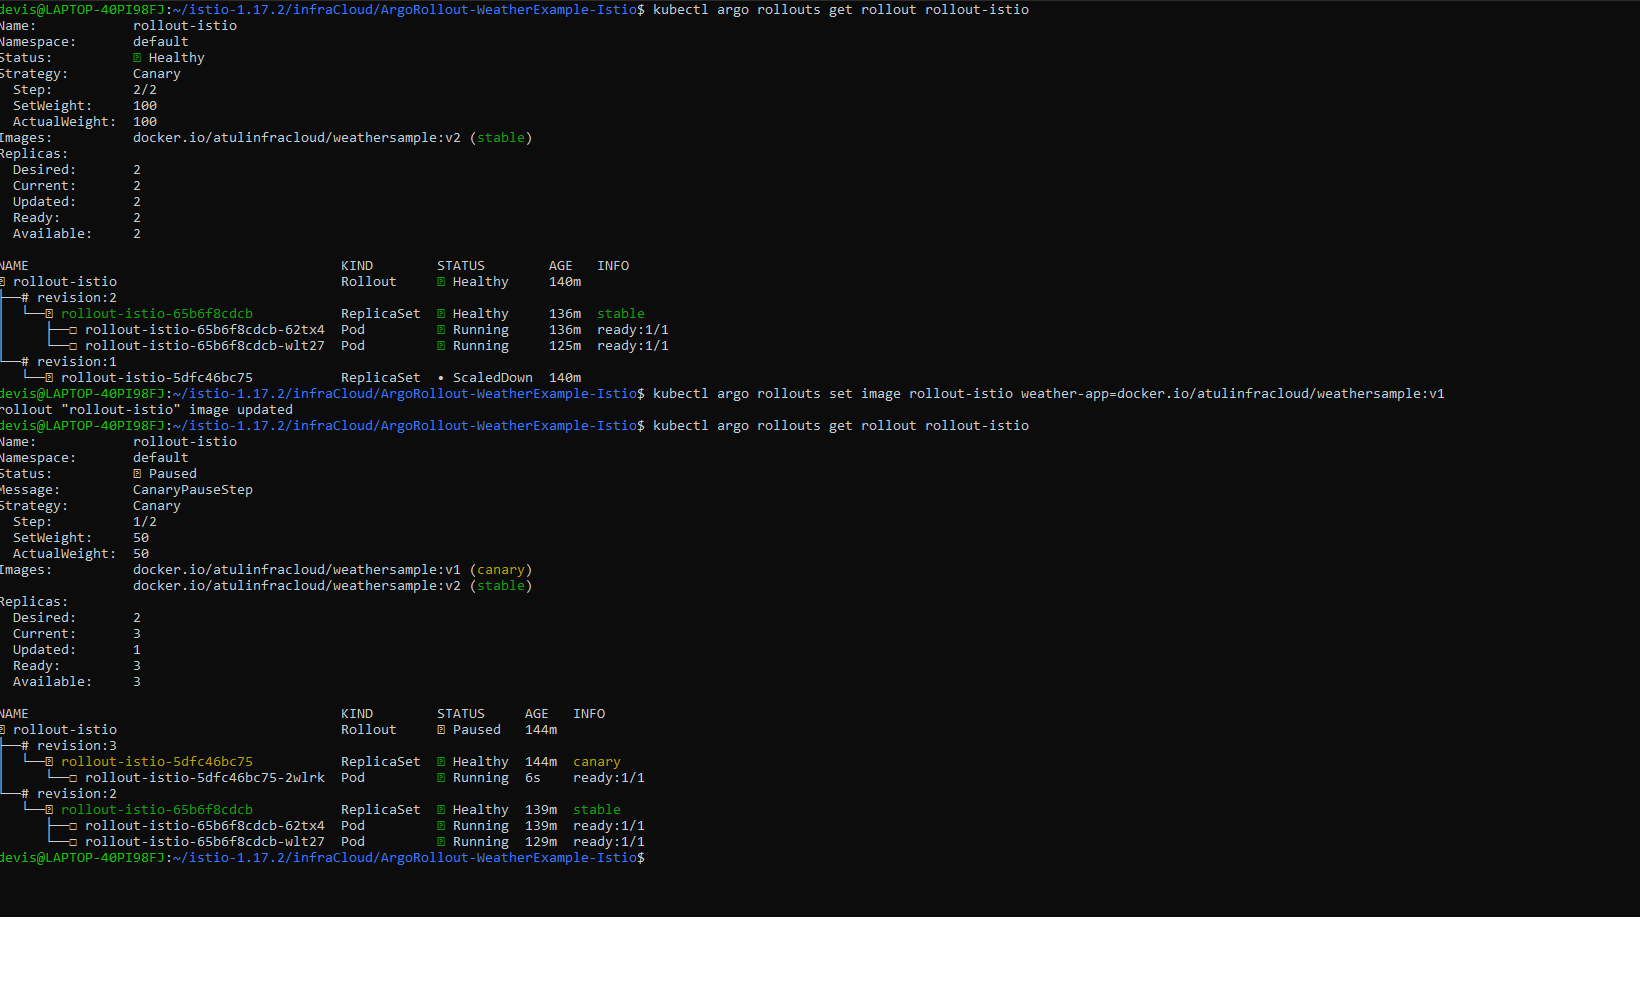 devis@LAPTOP-40PI98FJ:~/istio-1.17.2/infraCloud/ArgoRollout-WeatherExample-Istio$ kubectl argo rollouts get rollout rollout-istio
Name:            rollout-istio
Namespace:       default
Status:          Healthy
Strategy:        Canary
  Step:          2/2
  SetWeight:     100
  ActualWeight:  100
Images:          docker.io/atulinfracloud/weathersample:v2 (stable)
Replicas:
  Desired:       2
  Current:       2
  Updated:       2
  Ready:         2
  Available:     2
NAME                                       KIND        STATUS        AGE   INFO
rollout-istio                            Rollout     Healthy     140m
├──# revision:2
│  └──rollout-istio-65b6f8cdcb           ReplicaSet  Healthy     136m  stable
│     ├──□ rollout-istio-65b6f8cdcb-62tx4  Pod         Running     136m  ready:1/1
│     └──□ rollout-istio-65b6f8cdcb-wlt27  Pod         Running     125m  ready:1/1
└──# revision:1
   └──rollout-istio-5dfc46bc75           ReplicaSet  • ScaledDown  140m
devis@LAPTOP-40PI98FJ:~/istio-1.17.2/infraCloud/ArgoRollout-WeatherExample-Istio$ kubectl argo rollouts set image rollout-istio weather-app=docker.io/atulinfracloud/weathersample:v1
rollout "rollout-istio" image updated
devis@LAPTOP-40PI98FJ:~/istio-1.17.2/infraCloud/ArgoRollout-WeatherExample-Istio$ kubectl argo rollouts get rollout rollout-istio
Name:            rollout-istio
Namespace:       default
Status:          Paused
Message:         CanaryPauseStep
Strategy:        Canary
  Step:          1/2
  SetWeight:     50
  ActualWeight:  50
Images:          docker.io/atulinfracloud/weathersample:v1 (canary)
                 docker.io/atulinfracloud/weathersample:v2 (stable)
Replicas:
  Desired:       2
  Current:       3
  Updated:       1
  Ready:         3
  Available:     3
NAME                                       KIND        STATUS     AGE   INFO
rollout-istio                            Rollout     Paused   144m
├──# revision:3
│  └──rollout-istio-5dfc46bc75           ReplicaSet  Healthy  144m  canary
│     └──□ rollout-istio-5dfc46bc75-2wlrk  Pod         Running  6s    ready:1/1
└──# revision:2
   └──rollout-istio-65b6f8cdcb           ReplicaSet  Healthy  139m  stable
      ├──□ rollout-istio-65b6f8cdcb-62tx4  Pod         Running  139m  ready:1/1
      └──□ rollout-istio-65b6f8cdcb-wlt27  Pod         Running  129m  ready:1/1
devis@LAPTOP-40PI98FJ:~/istio-1.17.2/infraCloud/ArgoRollout-WeatherExample-Istio$